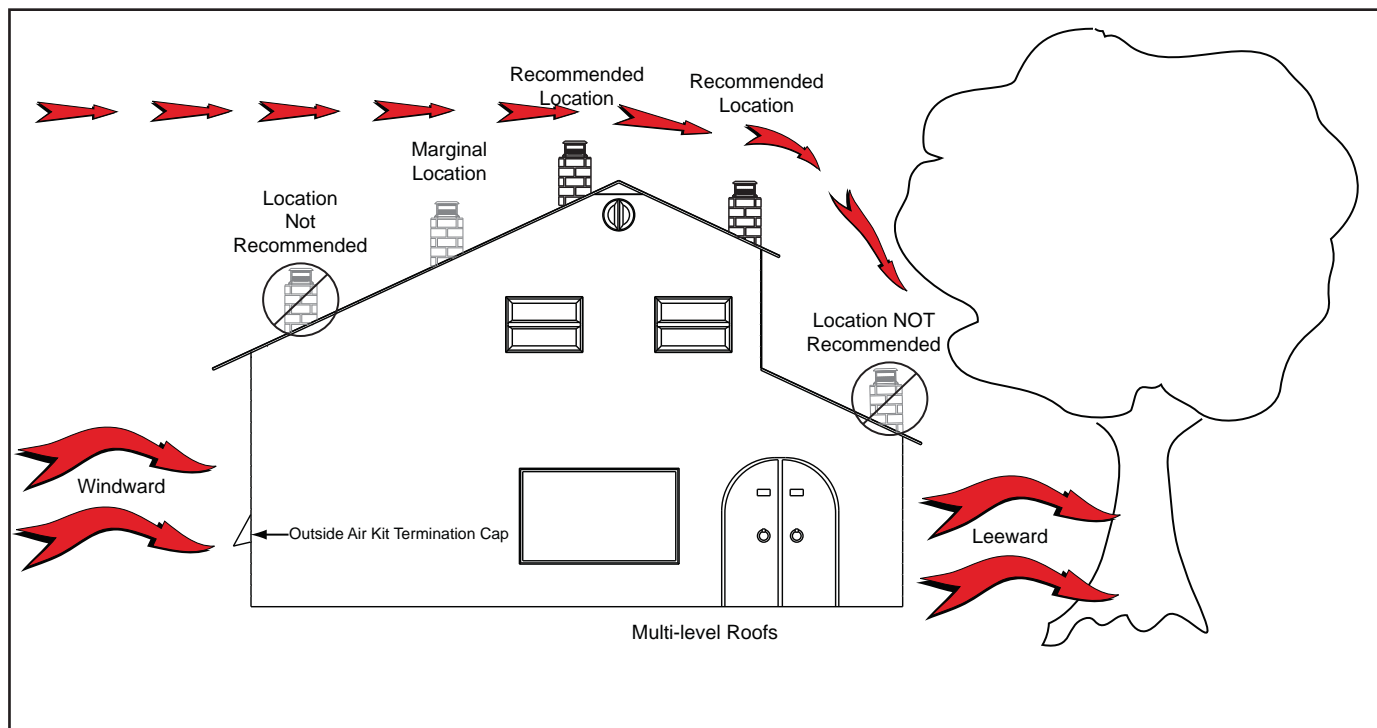 Recommended
Location
Recommended
Location
Marginal
Location
Location
Not
Recommended
Location NOT
Recommended
Windward
Outside Air Kit Termination Cap
Leeward
Multi-level Roofs